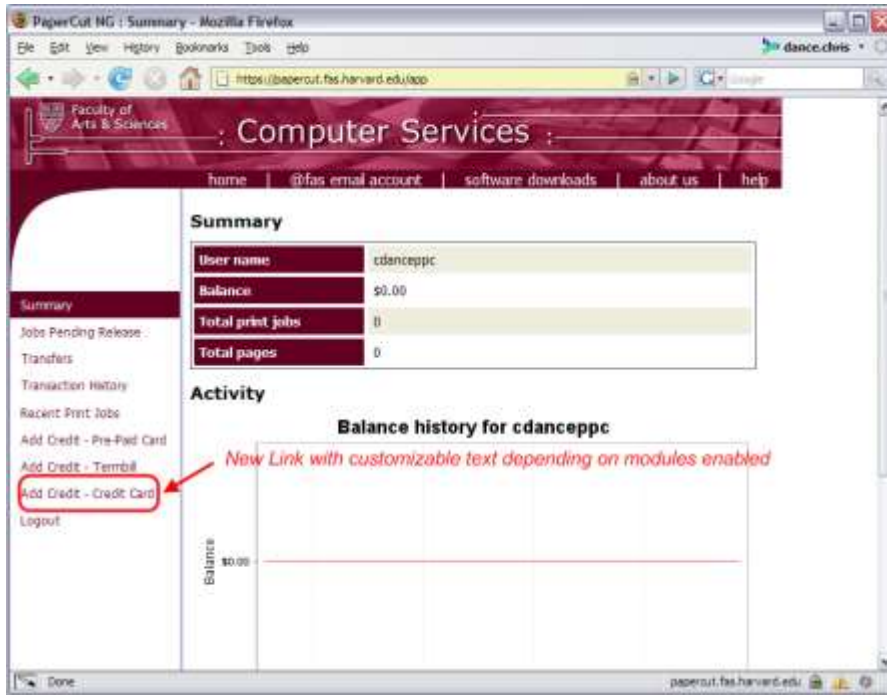 PaperCut NG : Summary - Mozilla Firefox
File Edit View History Bookmarks Tools Help
dance.chris
https://papercut.fas.harvard.edu/app
Google
Faculty of
Arts & Sciences
: Computer Services :
home | @fas email account | software downloads | about us | help
Summary
User name cdanceppc
Balance $0.00
Total print jobs 0
Total pages 0
Summary
Jobs Pending Release
Transfers
Transaction History
Recent Print Jobs
Add Credit - Pre-Paid Card
Add Credit - Termbill
Add Credit - Credit Card
Logout
Activity
Balance history for cdanceppc
New Link with customizable text depending on modules enabled
Balance
$0.00
Done
papercut.fas.harvard.edu